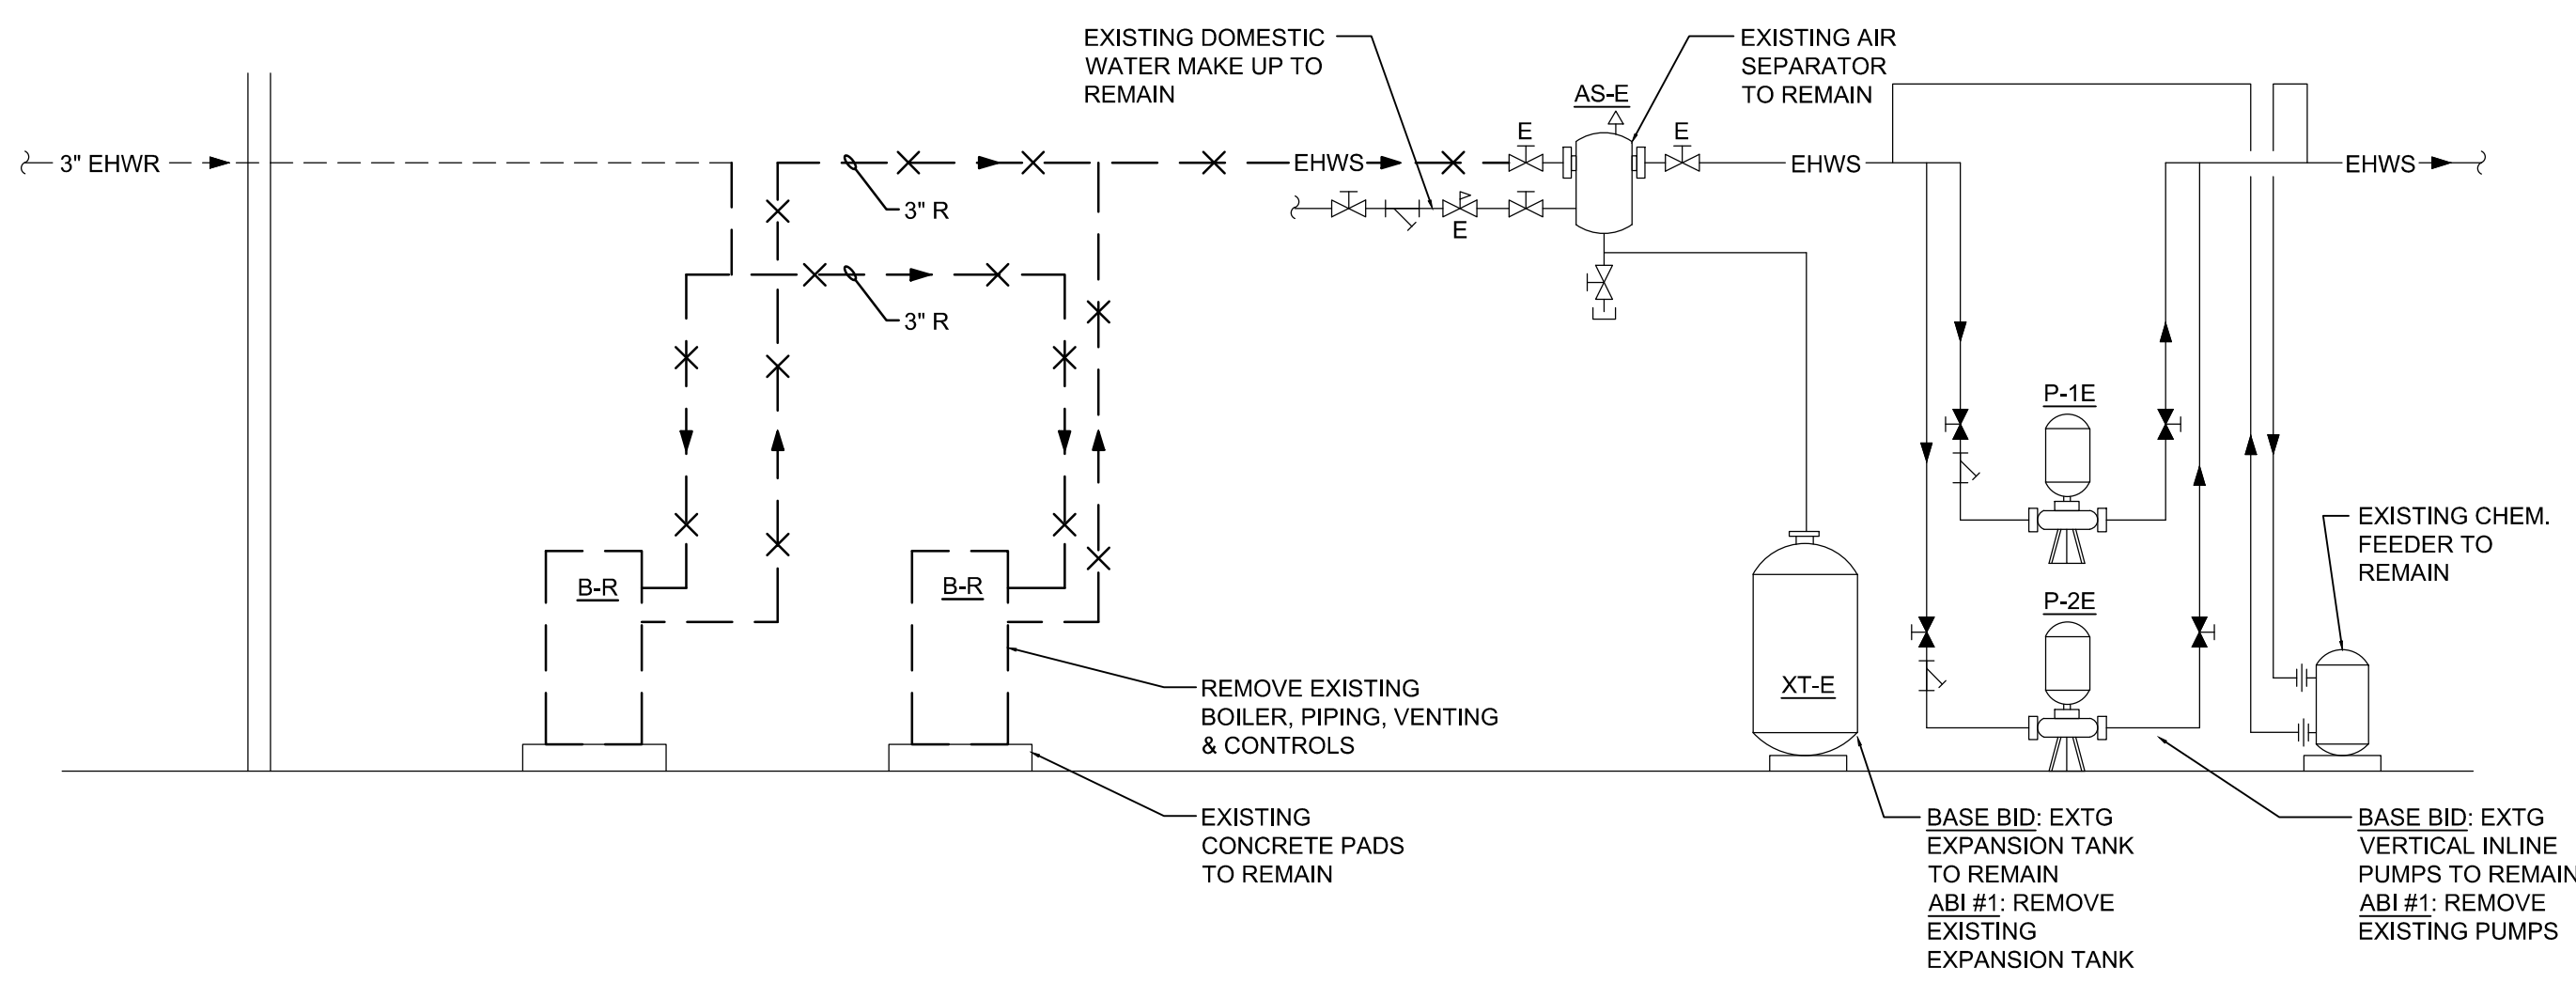 EXISTING DOMESTIC
WATER MAKE UP TO
REMAIN
EXISTING AIR
SEPARATOR
TO REMAIN
AS-E
E
E
3" EHWR
EHWS
EHWS
EHWS
3" R
E
3" R
P-1E
EXISTING CHEM.
FEEDER TO
REMAIN
B-R
B-R
P-2E
XT-E
REMOVE EXISTING
BOILER, PIPING, VENTING
& CONTROLS
EXISTING
CONCRETE PADS
TO REMAIN
BASE BID: EXTG
EXPANSION TANK
TO REMAIN
ABI #1: REMOVE
EXISTING
EXPANSION TANK
BASE BID: EXTG
VERTICAL INLINE
PUMPS TO REMAIN
ABI #1: REMOVE
EXISTING PUMPS